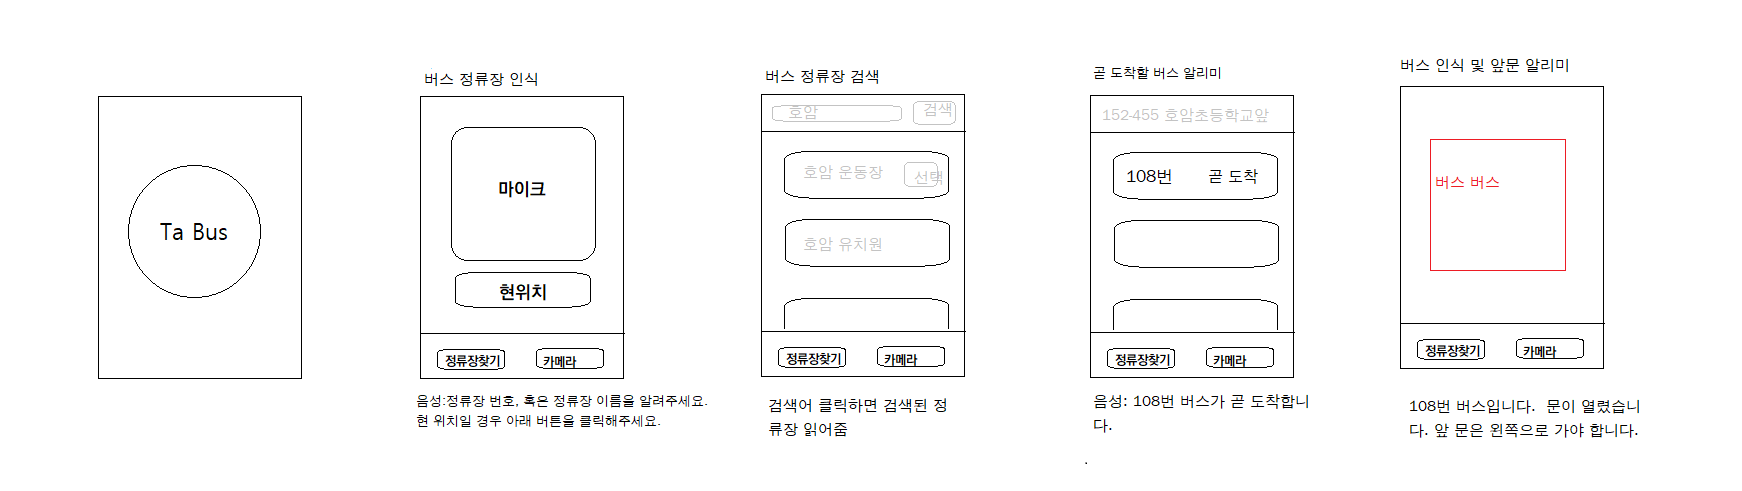 Ta Bus
버스 정류장 인식
마이크
현위치
정류장찾기 카메라
음성:정류장 번호, 혹은 정류장 이름을 알려주세요.
현 위치일 경우 아래 버튼을 클릭해주세요.
버스 정류장 검색
호암 검색
호암 운동장 선택
호암 유치원
정류장찾기 카메라
검색어 클릭하면 검색된 정
류장 읽어줌
곧 도착할 버스 알리미
152-455 호암초등학교앞
108번 곧 도착
정류장찾기 카메라
음성: 108번 버스가 곧 도착합니
다.
.
버스 인식 및 앞문 알리미
버스 버스
정류장찾기 카메라
108번 버스입니다. 문이 열렸습니
다. 앞 문은 왼쪽으로 가야 합니다.